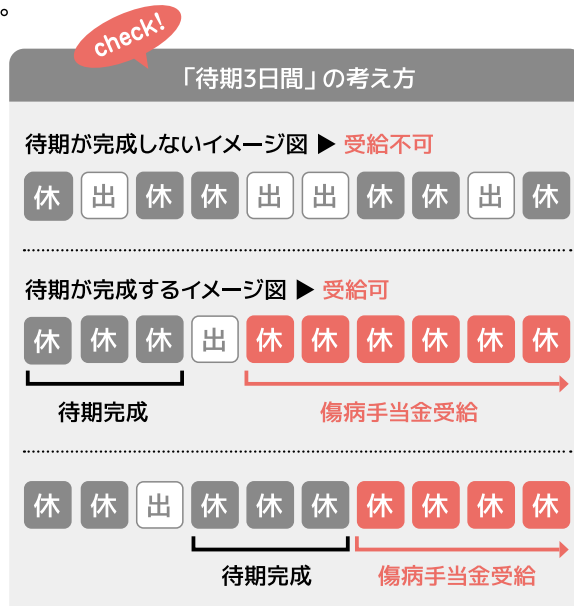 。
check!
「待期3日間」の考え方
待期が完成しないイメージ図 ▶ 受給不可
休 出 休 休 出 出 休 休 出 休
待期が完成するイメージ図 ▶ 受給可
休 休 休 出 休 休 休 休 休 休
待期完成 傷病手当金受給
休 休 出 休 休 休 休 休 休 休
待期完成 傷病手当金受給